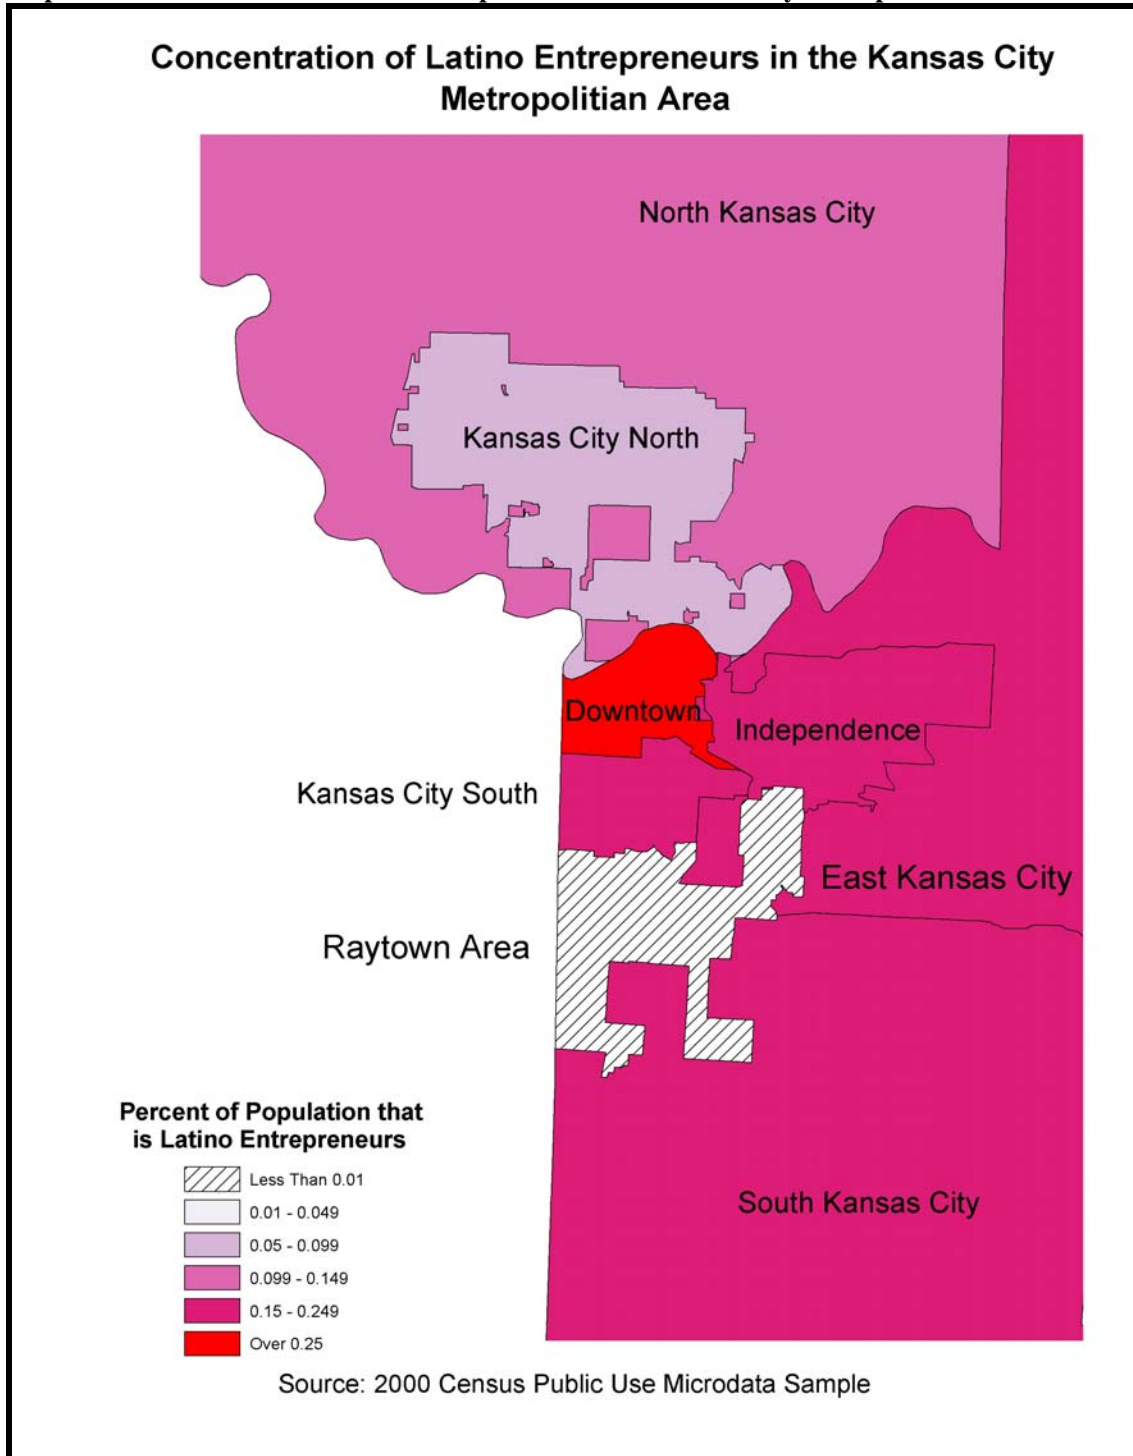 Concentration of Latino Entrepreneurs in the Kansas City
Metropolitian Area
North Kansas City
Kansas City North
Downtown
Independence
Kansas City South
East Kansas City
Raytown Area
Percent of Population that
is Latino Entrepreneurs
Less Than 0.01
0.01 - 0.049
0.05 - 0.099
0.099 - 0.149
0.15 - 0.249
Over 0.25
South Kansas City
Source: 2000 Census Public Use Microdata Sample